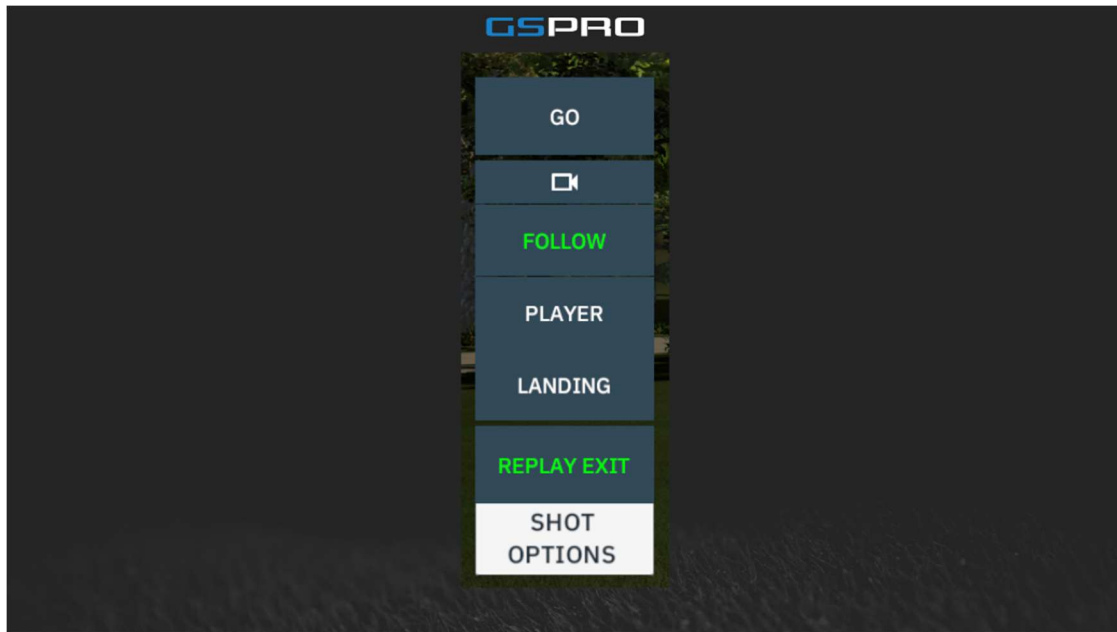 GSPRO
GO
FOLLOW
PLAYER
LANDING
REPLAY EXIT
SHOT
OPTIONS